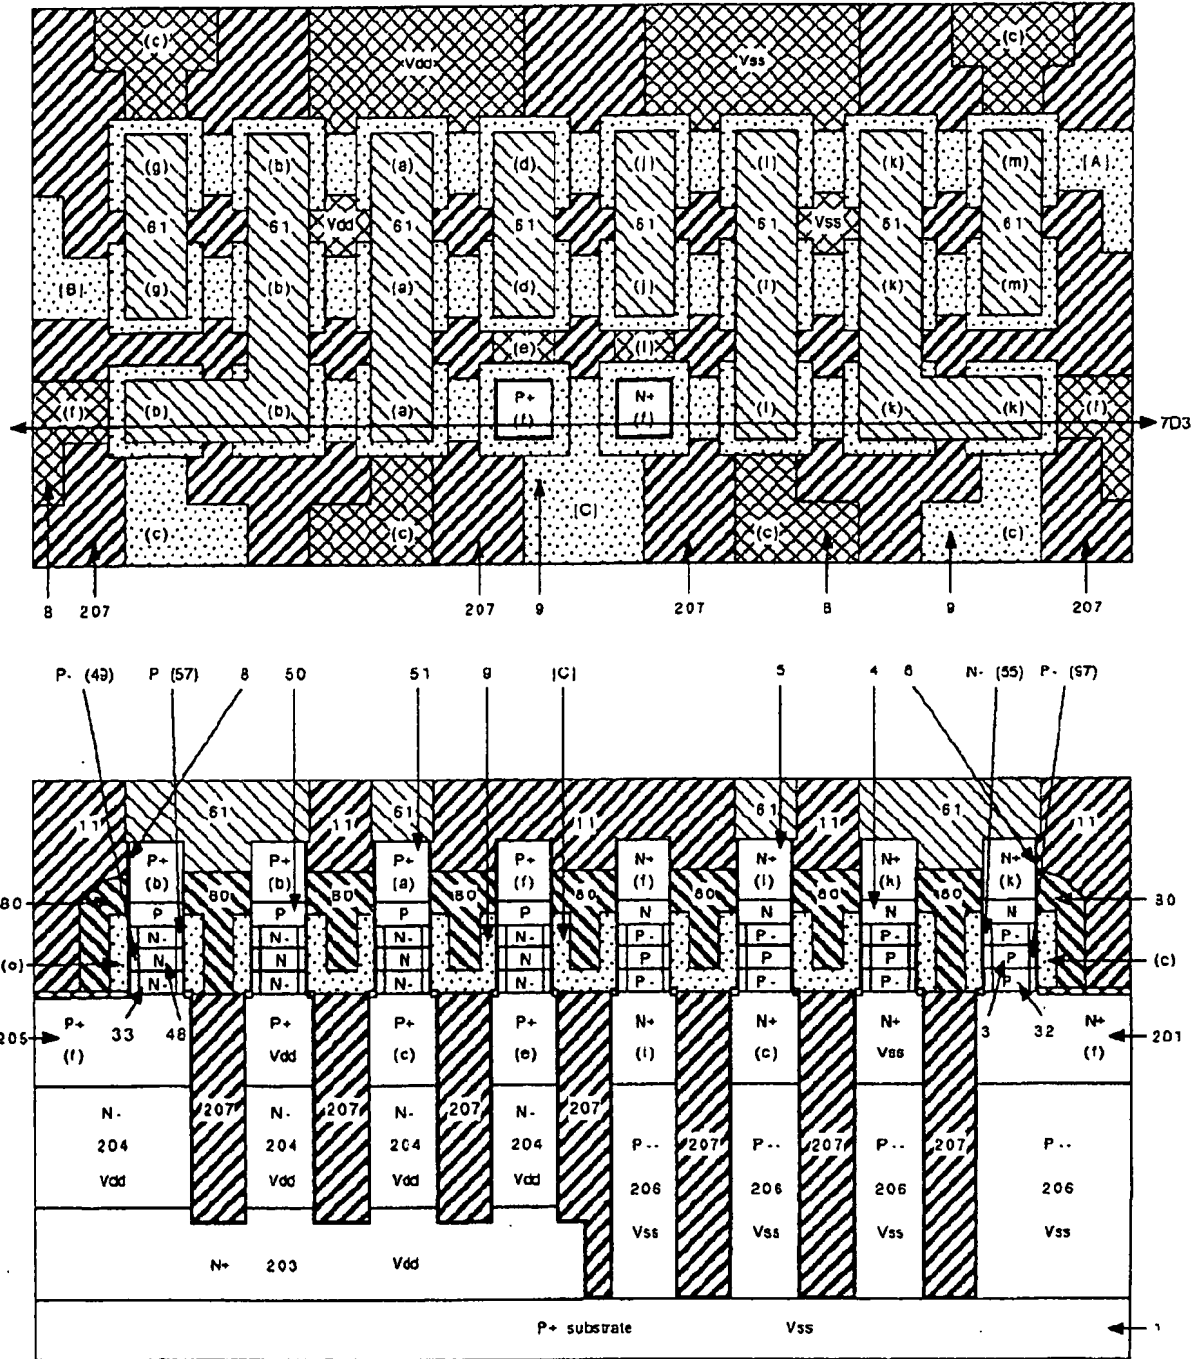 (c) Vdd Vss (c)
(g) (b) (a) (d) (j) (l) (k) (m) [A]
61 61 Vdd 61 61 61 61 Vss 61 61
[B] (g) (b) (a) (d) (j) (l) (k) (m)
(e) (l)
(f) (b) (b) (a) P+ (f) N+ (f) (l) (k) (k) (f)
7D3
(c) (c) [C] (c) (c)
8 207 207 9 207 8 9 207
P- (49) P (57) 8 50 51 9 [C] 5 4 6 N- (55) P- (97)
11 61 11 61 11 61 11 61 11
P+ P+ P+ P+ N+ N+ N+ N+
(b) (b) (a) (f) (f) (l) (k) (k)
80 80 80 80 80 80 80 80 80
P P P P N N N N
N- N- N- N- P- P- P- P-
(c) N N N N P P P P (c)
N- N- N- N- P- P- P- P-
205 P+ 33 48 P+ P+ P+ N+ N+ N+ 3 32 N+ 201
(f) Vdd (c) (e) (i) (c) Vss (f)
N- 207 N- 207 N- 207 N- 207
204 204 204 204 P-- 207 P-- 207 P-- 207 P--
Vdd Vdd Vdd Vdd 206 206 206 206
Vss Vss Vss Vss
N+ 203 Vdd
P+ substrate Vss 1